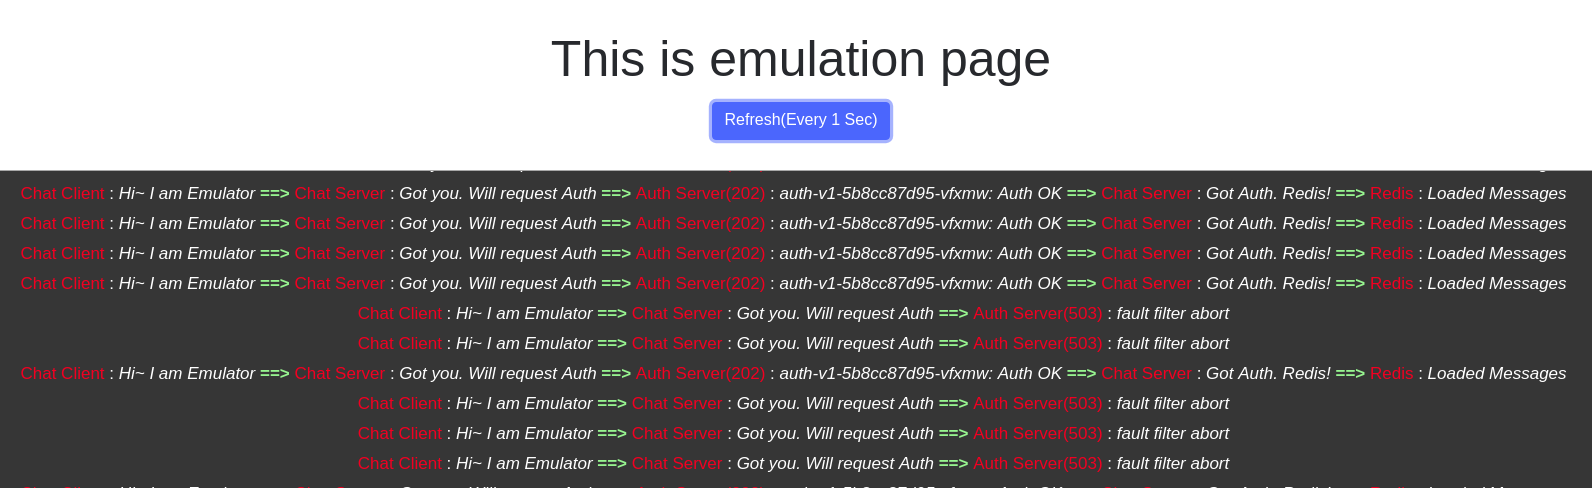 This is emulation page
Refresh(Every 1 Sec)
Chat Client : Hi~ I am Emulator ==> Chat Server : Got you. Will request Auth ==> Auth Server(202) : auth-v1-5b8cc87d95-vfxmw: Auth OK ==> Chat Server : Got Auth. Redis! ==> Redis : Loaded Messages
Chat Client : Hi~ I am Emulator ==> Chat Server : Got you. Will request Auth ==> Auth Server(202) : auth-v1-5b8cc87d95-vfxmw: Auth OK ==> Chat Server : Got Auth. Redis! ==> Redis : Loaded Messages
Chat Client : Hi~ I am Emulator ==> Chat Server : Got you. Will request Auth ==> Auth Server(202) : auth-v1-5b8cc87d95-vfxmw: Auth OK ==> Chat Server : Got Auth. Redis! ==> Redis : Loaded Messages
Chat Client : Hi~ I am Emulator ==> Chat Server : Got you. Will request Auth ==> Auth Server(202) : auth-v1-5b8cc87d95-vfxmw: Auth OK ==> Chat Server : Got Auth. Redis! ==> Redis : Loaded Messages
Chat Client : Hi~ I am Emulator ==> Chat Server : Got you. Will request Auth ==> Auth Server(503) : fault filter abort
Chat Client : Hi~ I am Emulator ==> Chat Server : Got you. Will request Auth ==> Auth Server(503) : fault filter abort
Chat Client : Hi~ I am Emulator ==> Chat Server : Got you. Will request Auth ==> Auth Server(202) : auth-v1-5b8cc87d95-vfxmw: Auth OK ==> Chat Server : Got Auth. Redis! ==> Redis : Loaded Messages
Chat Client : Hi~ I am Emulator ==> Chat Server : Got you. Will request Auth ==> Auth Server(503) : fault filter abort
Chat Client : Hi~ I am Emulator ==> Chat Server : Got you. Will request Auth ==> Auth Server(503) : fault filter abort
Chat Client : Hi~ I am Emulator ==> Chat Server : Got you. Will request Auth ==> Auth Server(503) : fault filter abort